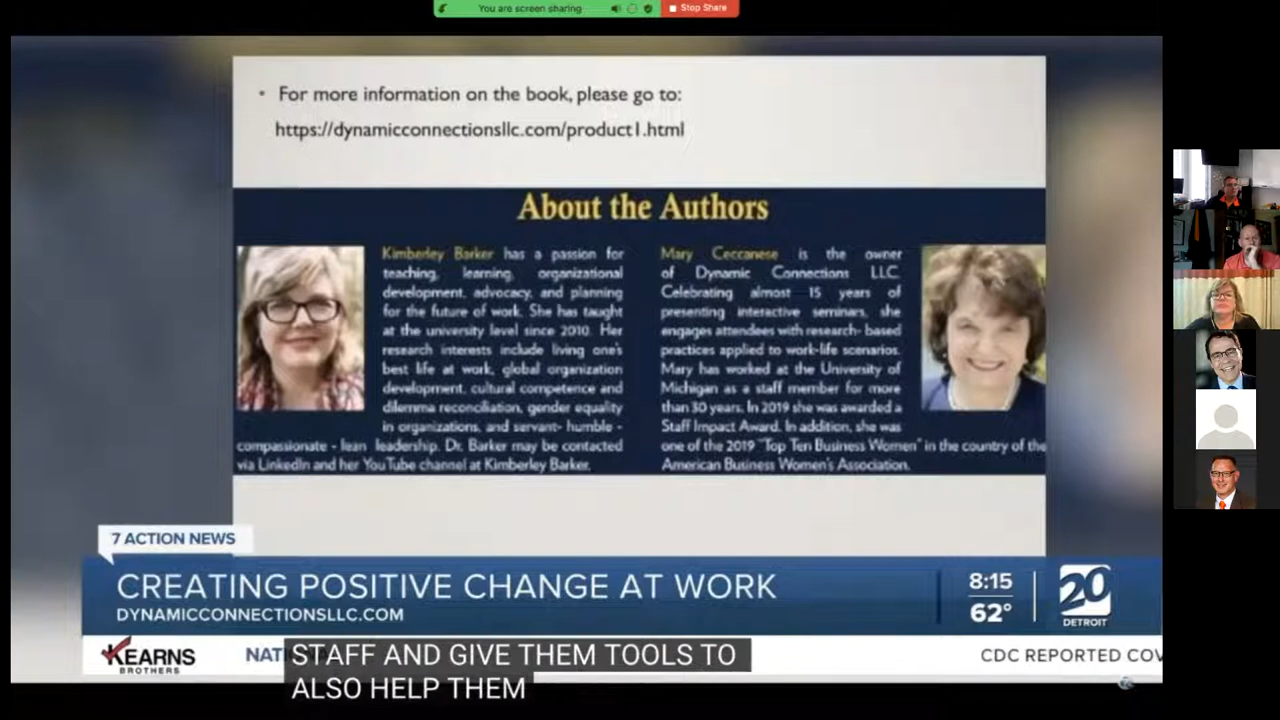 You are screen sharing
Stop Share
• For more information on the book, please go to:
https://dynamicconnectionsllc.com/product1.html
About the Authors
Kimberley Barker has a passion for
teaching, learning, organizational
development, advocacy, and planning
for the future of work. She has taught
at the university level since 2010. Her
research interests include living one's
best life at work, global organization
development, cultural competence and
dilemma reconciliation, gender equality
in organizations, and servant- humble -
compassionate - lean leadership. Dr. Barker may be contacted
via LinkedIn and her YouTube channel at Kimberley Barker.
Mary Ceccanese is the owner
of Dynamic Connections LLC.
Celebrating almost 15 years of
presenting interactive seminars, she
engages attendees with research- based
practices applied to work-life scenarios.
Mary has worked at the University of
Michigan as a staff member for more
than 30 years. In 2019 she was awarded a
Staff Impact Award. In addition, she was
one of the 2019 "Top Ten Business Women" in the country of the
American Business Women's Association.
7 ACTION NEWS
CREATING POSITIVE CHANGE AT WORK
DYNAMICCONNECTIONSLLC.COM
8:15
62°
20
DETROIT
KEARNS
BROTHERS
NATI
CDC REPORTED COV
STAFF AND GIVE THEM TOOLS TO
ALSO HELP THEM